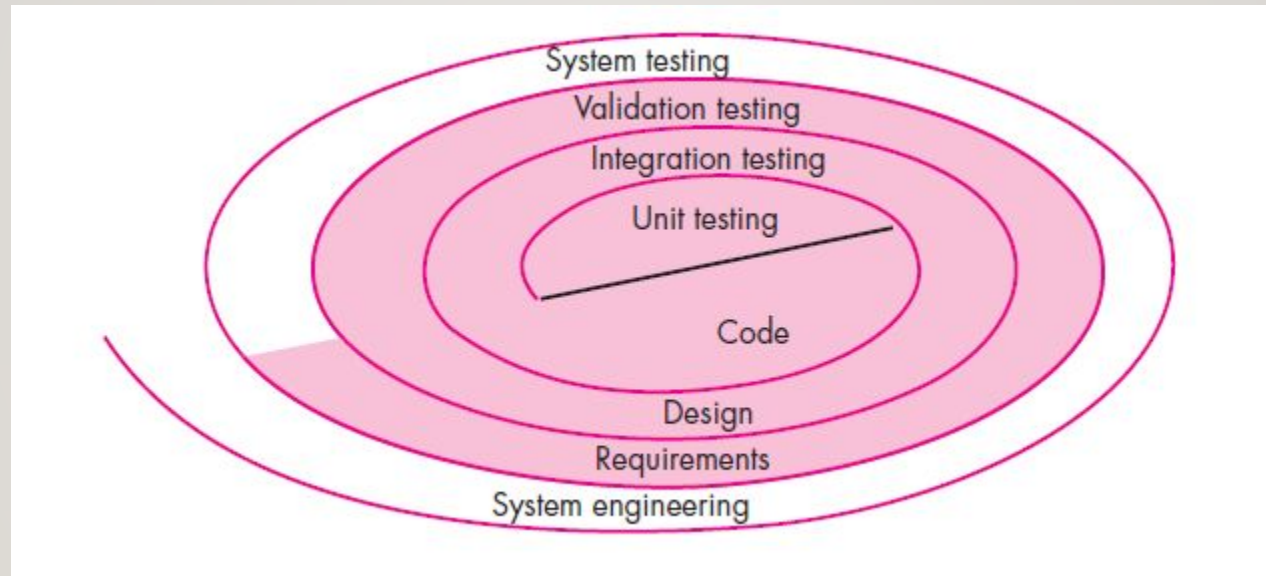 System testing
Validation testing
Integration testing
Unit testing
Code
Design
Requirements
System engineering